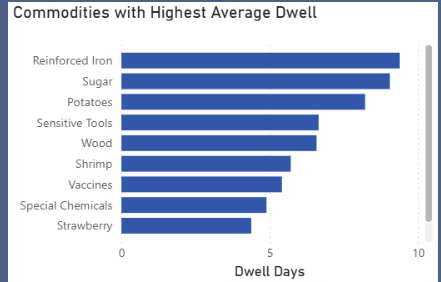 Commodities with Highest Average Dwell
Reinforced Iron
Sugar
Potatoes
Sensitive Tools
Wood
Shrimp
Vaccines
Special Chemicals
Strawberry
0 5 10
Dwell Days